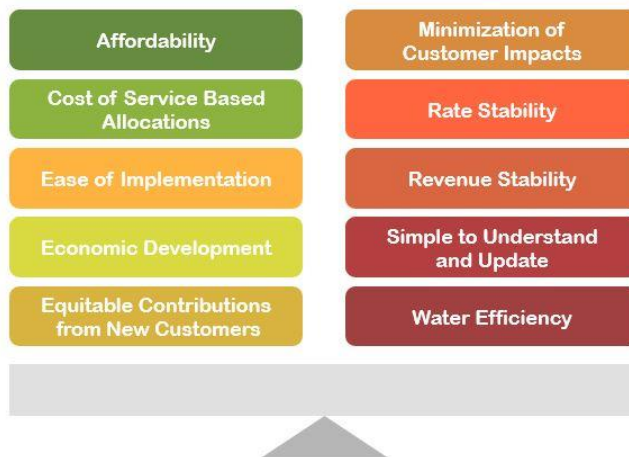 Affordability
Cost of Service Based
Allocations
Ease of Implementation
Economic Development
Equitable Contributions
from New Customers
Minimization of
Customer Impacts
Rate Stability
Revenue Stability
Simple to Understand
and Update
Water Efficiency